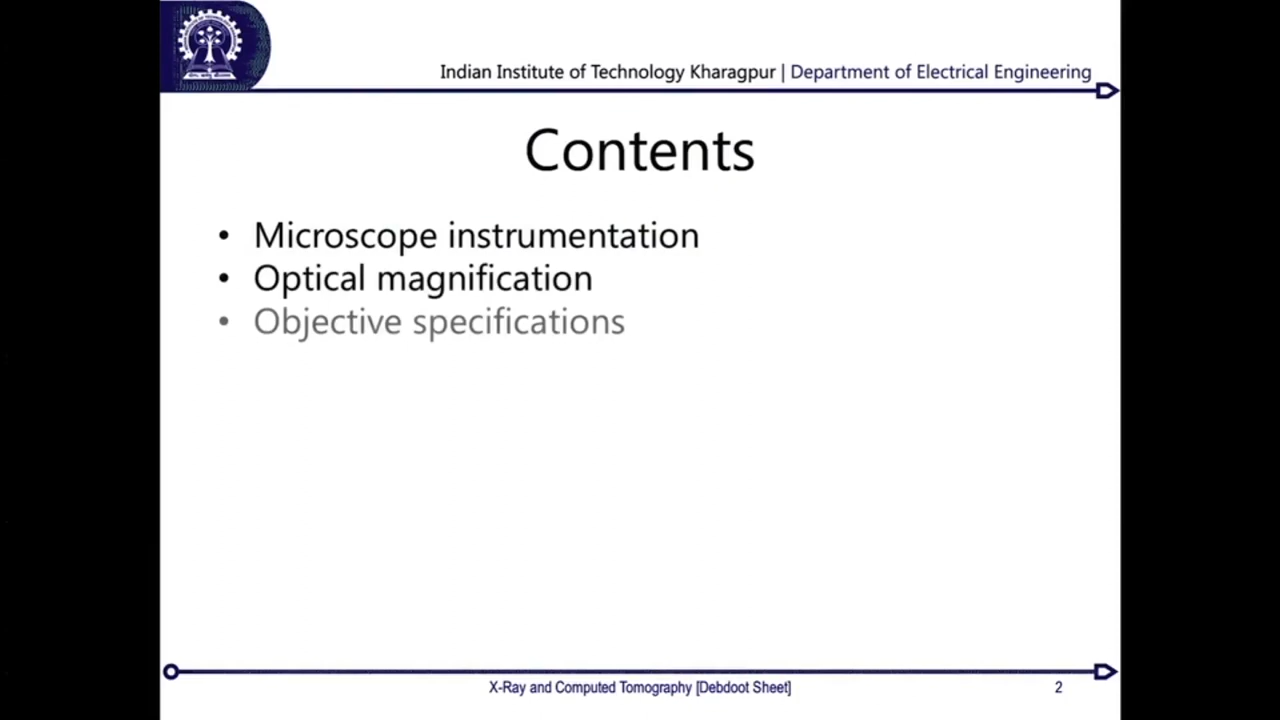 Indian Institute of Technology Kharagpur | Department of Electrical Engineering
Contents
• Microscope instrumentation
• Optical magnification
• Objective specifications
X-Ray and Computed Tomography [Debdoot Sheet]
2